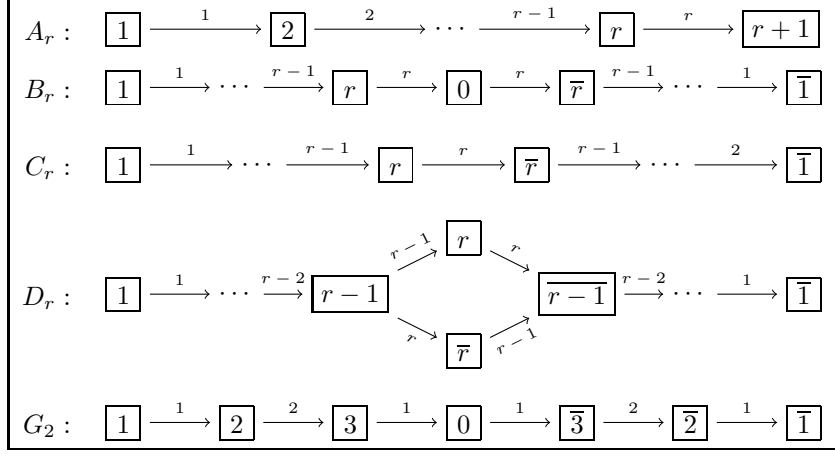 A_r : 1 1 2 2 ⋯ r − 1 r r r + 1
B_r : 1 1 ⋯ r − 1 r r 0 r r̅ r − 1 ⋯ 1 1̅
C_r : 1 1 ⋯ r − 1 r r r̅ r − 1 ⋯ 2 1̅
r
r − 1 r
D_r : 1 1 ⋯ r − 2 r − 1 \overline{r − 1} r − 2 ⋯ 1 1̅
r r − 1
r̅
G_2 : 1 1 2 2 3 1 0 1 3̅ 2 2̅ 1 1̅